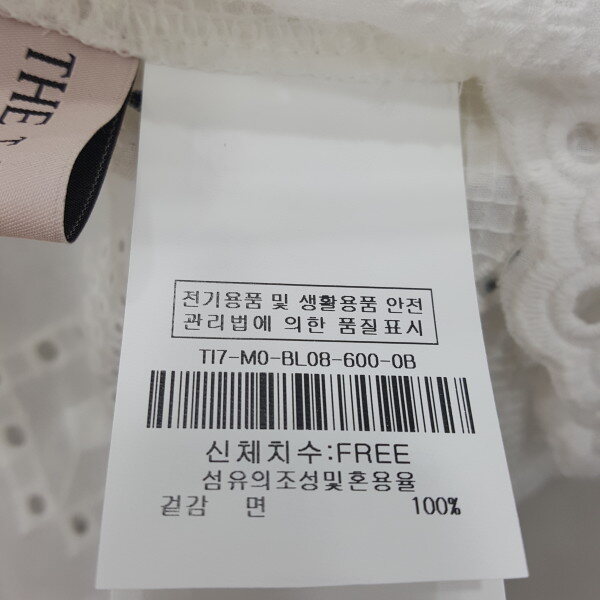 THE
전기용품 및 생활용품 안전
관리법에 의한 품질표시
TI7-M0-BL08-600-0B
신체치수:FREE
섬유의조성및혼용율
겉감 면 100%